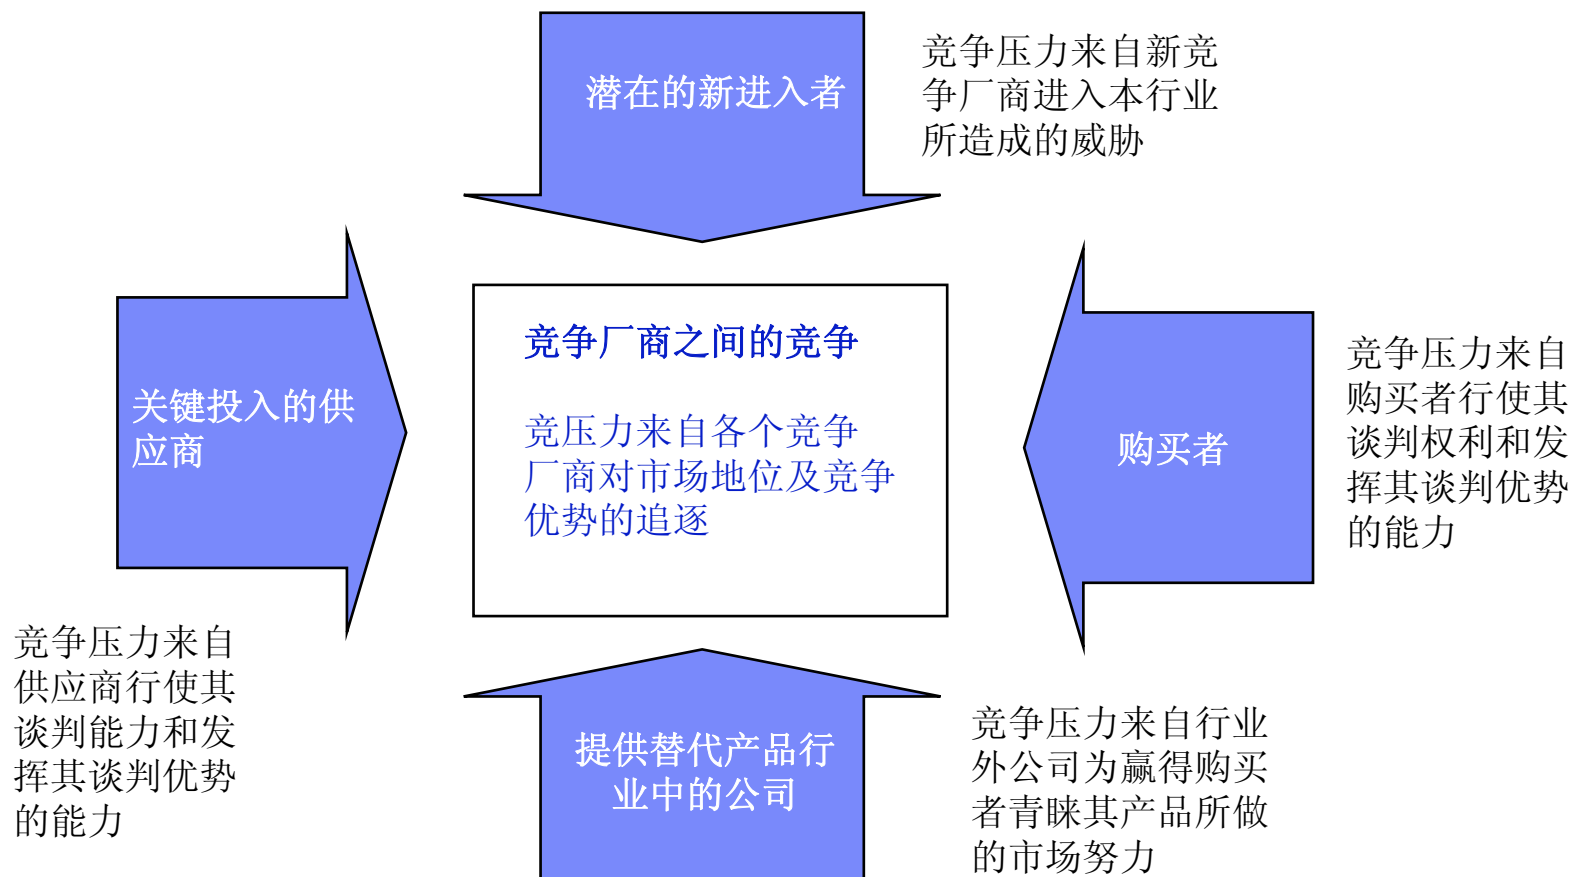 潜在的新进入者
竞争压力来自新竞
争厂商进入本行业
所造成的威胁
关键投入的供
应商
竞争厂商之间的竞争
竞压力来自各个竞争
厂商对市场地位及竞争
优势的追逐
购买者
竞争压力来自
购买者行使其
谈判权利和发
挥其谈判优势
的能力
竞争压力来自
供应商行使其
谈判能力和发
挥其谈判优势
的能力
提供替代产品行
业中的公司
竞争压力来自行业
外公司为赢得购买
者青睐其产品所做
的市场努力